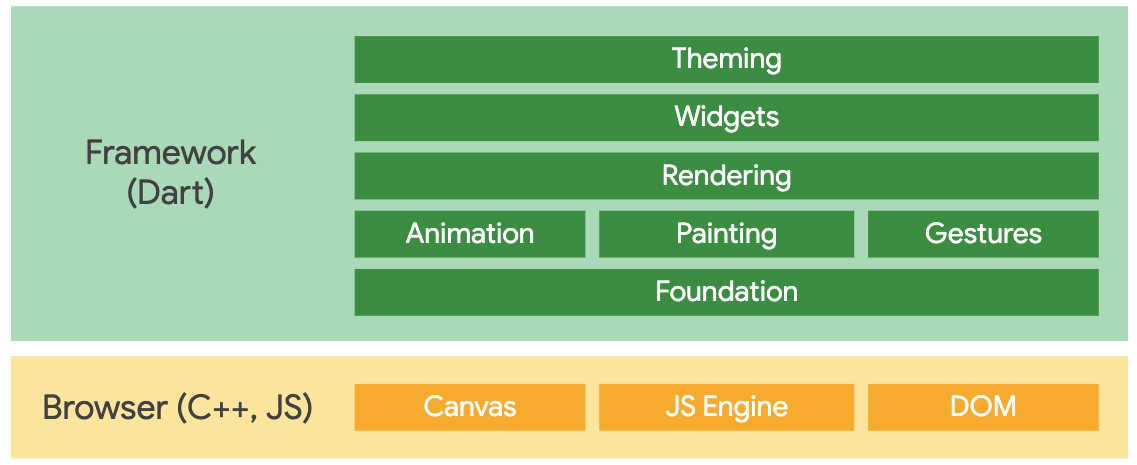 Framework
(Dart)
Theming
Widgets
Rendering
Animation Painting Gestures
Foundation
Browser (C++, JS)
Canvas JS Engine DOM